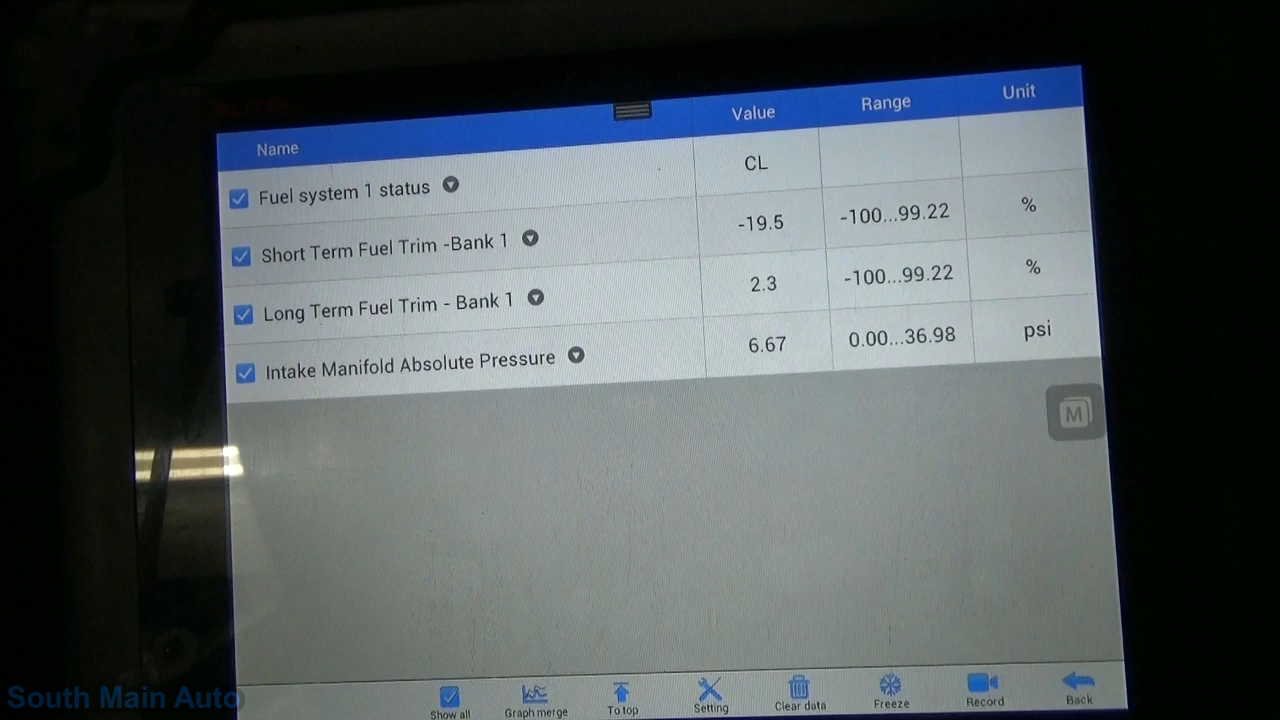 Name Value Range Unit
Fuel system 1 status CL
Short Term Fuel Trim -Bank 1 -19.5 -100...99.22 %
Long Term Fuel Trim - Bank 1 2.3 -100...99.22 %
Intake Manifold Absolute Pressure 6.67 0.00...36.98 psi
M
Show all Graph merge To top Setting Clear data Freeze Record Back
South Main Auto